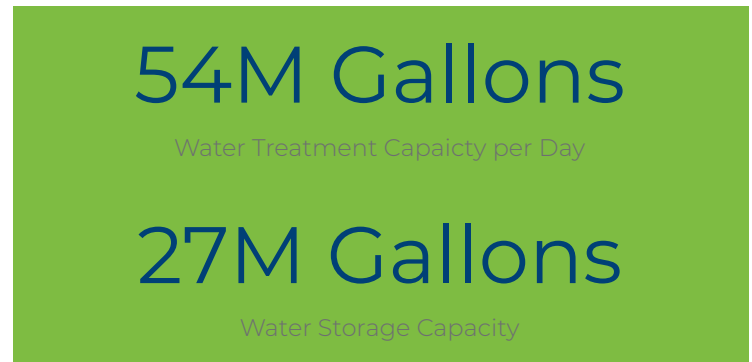 54M Gallons
Water Treatment Capaicty per Day
27M Gallons
Water Storage Capacity